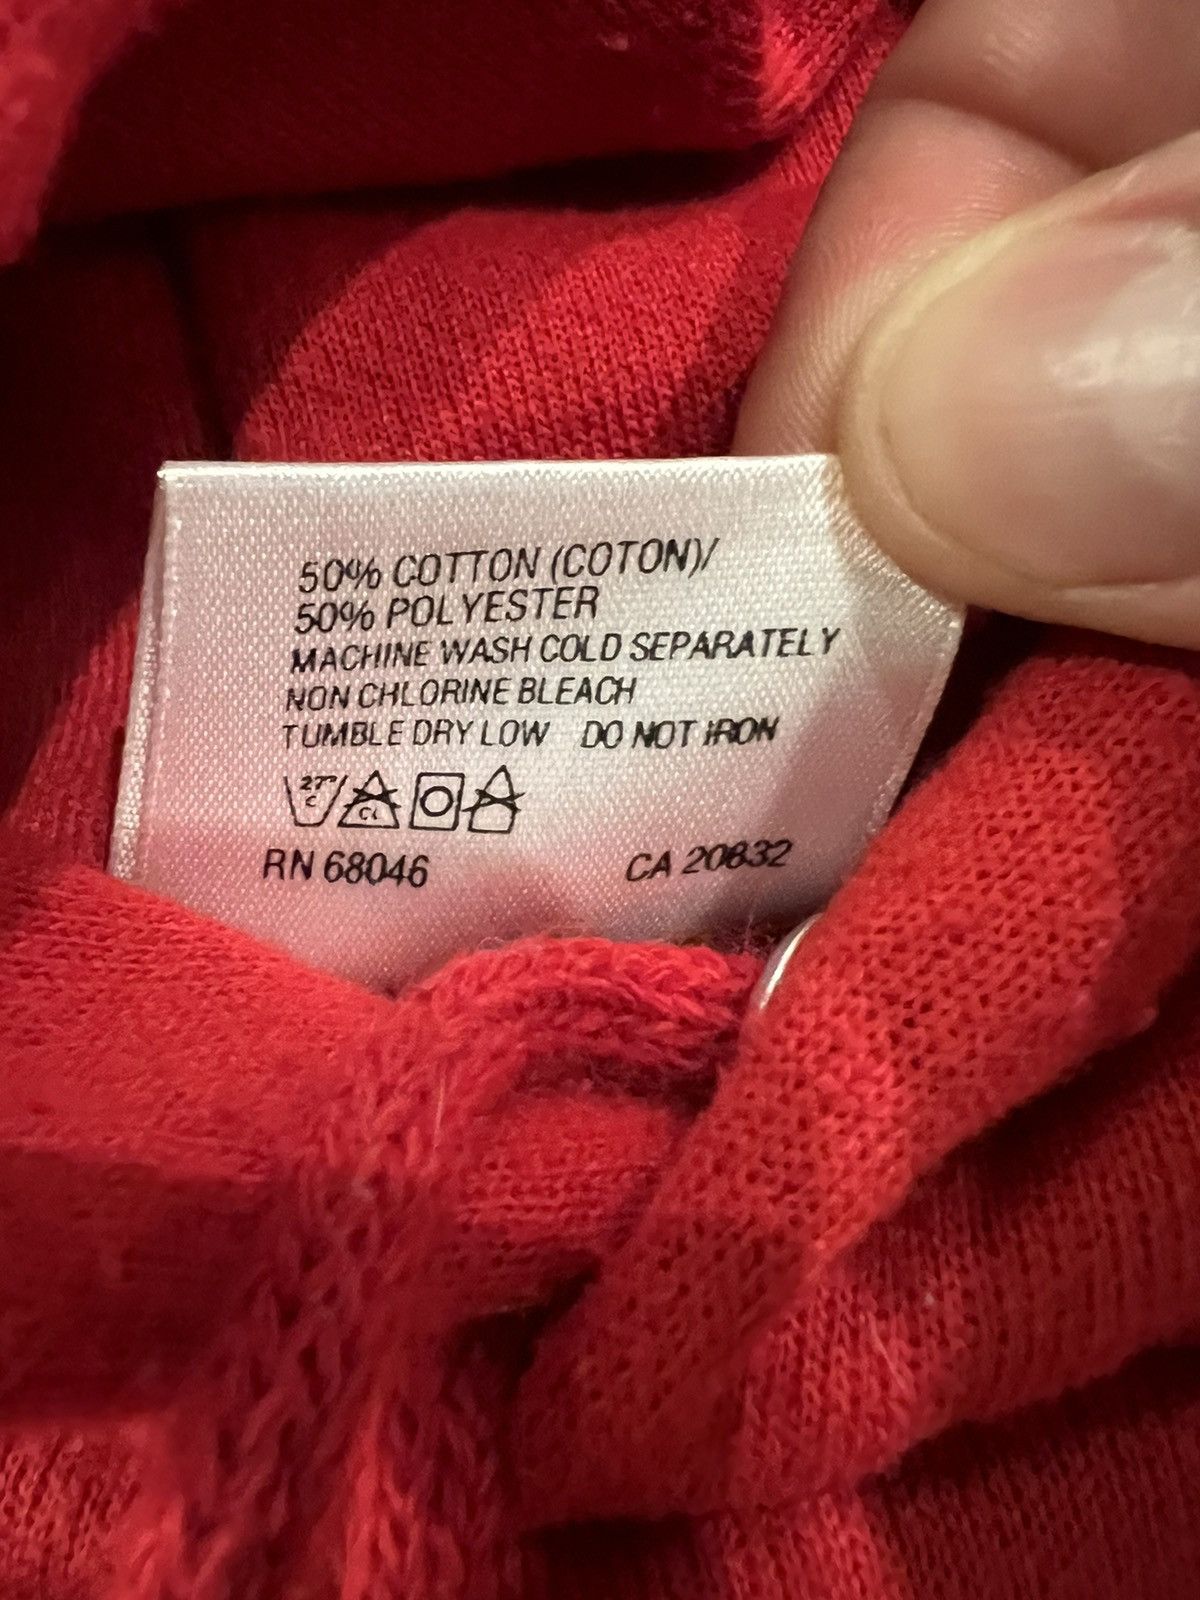 50% COTTON (COTON)/
50% POLYESTER
MACHINE WASH COLD SEPARATELY
NON CHLORINE BLEACH
TUMBLE DRY LOW DO NOT IRON
27°
C
CL
RN 68046 CA 20832